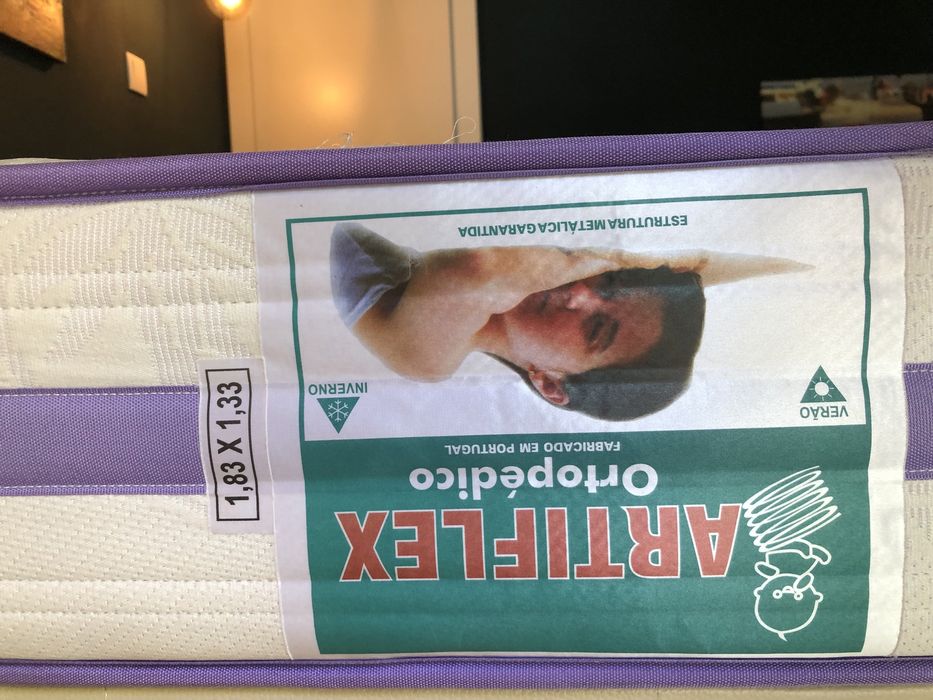 ARTIFLEX
Ortopédico
FABRICADO EM PORTUGAL
VERÃO
INVERNO
ESTRUTURA METÁLICA GARANTIDA
1,83 X 1,33